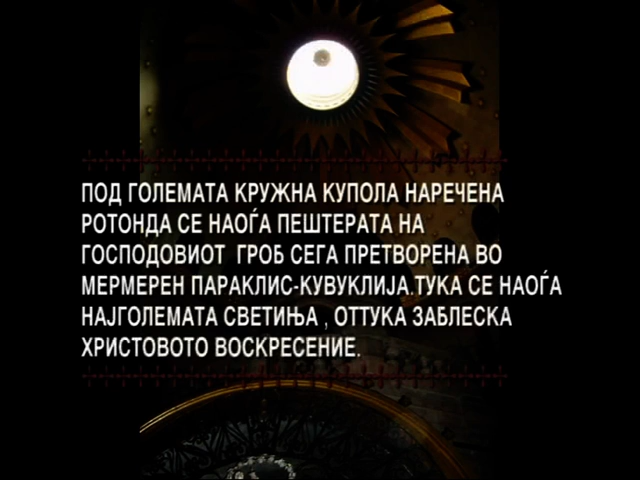 ПОД ГОЛЕМАТА КРУЖНА КУПОЛА НАРЕЧЕНА
РОТОНДА СЕ НАОЃА ПЕШТЕРАТА НА
ГОСПОДОВИОТ ГРОБ СЕГА ПРЕТВОРЕНА ВО
МЕРМЕРЕН ПАРАКЛИС-КУВУКЛИЈА.ТУКА СЕ НАОЃА
НАЈГОЛЕМАТА СВЕТИЊА , ОТТУКА ЗАБЛЕСКА
ХРИСТОВОТО ВОСКРЕСЕНИЕ.